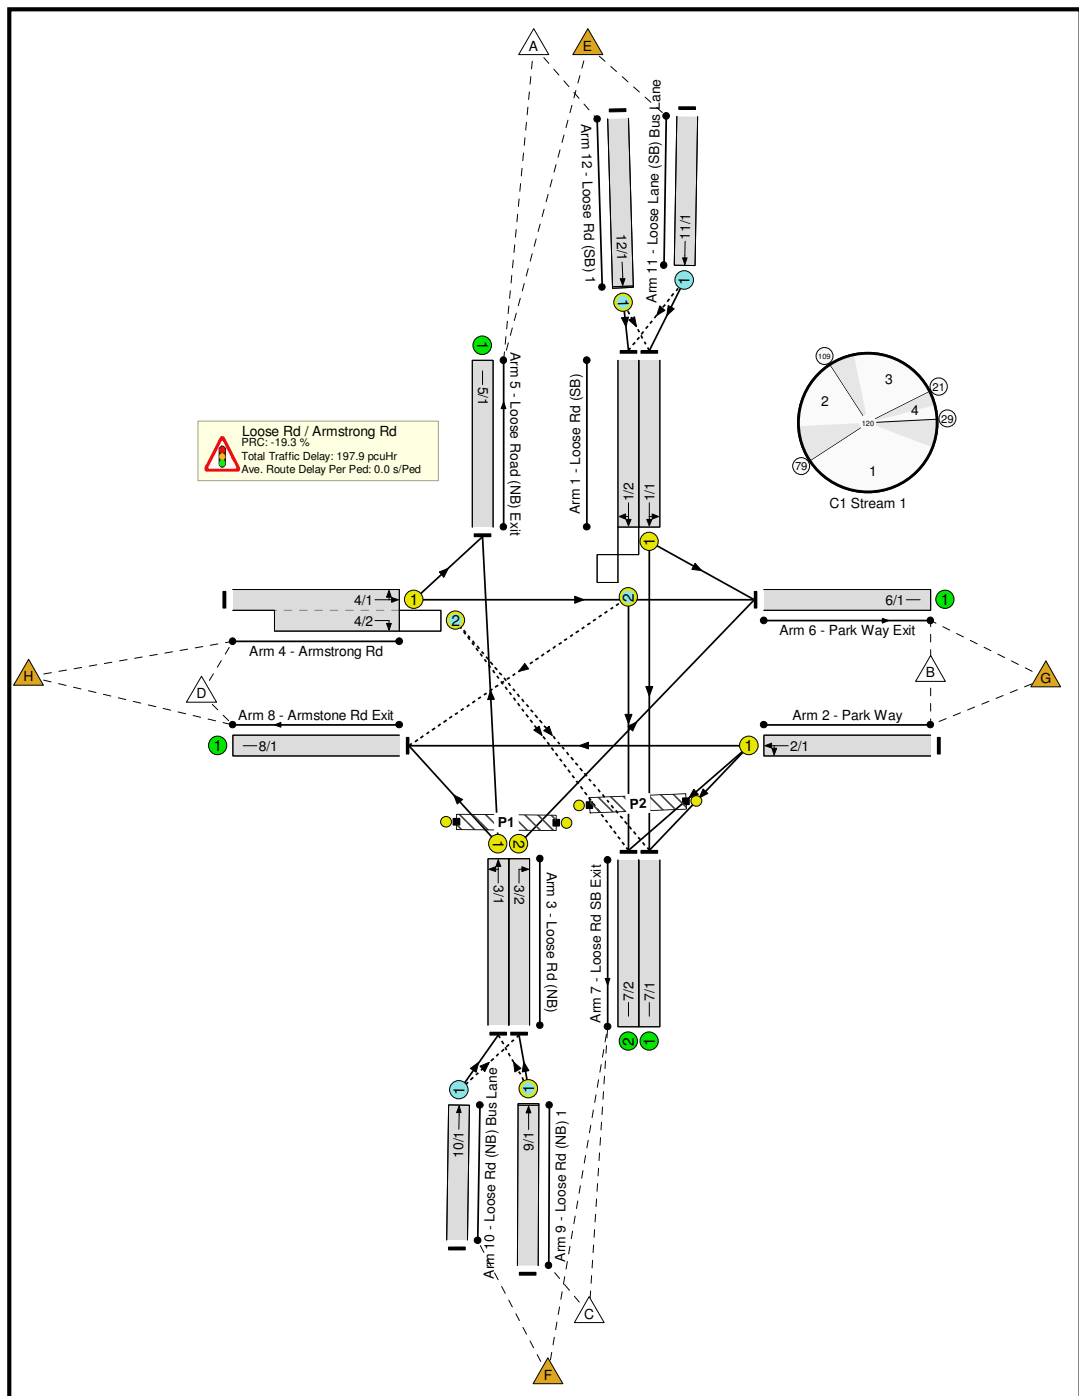 A
E
Arm 12 - Loose Rd (SB) 1
12/1
Arm 11 - Loose Lane (SB) Bus Lane
11/1
1
1
1
Arm 5 - Loose Road (NB) Exit
5/1
Arm 1 - Loose Rd (SB)
1/2
1/1
1
Loose Rd / Armstrong Rd
PRC: -19.3 %
Total Traffic Delay: 197.9 pcuHr
Ave. Route Delay Per Ped: 0.0 s/Ped
109
3
21
2
4
120
29
79
1
C1 Stream 1
4/1
1
2
6/1
1
4/2
2
Arm 4 - Armstrong Rd
Arm 6 - Park Way Exit
H
D
B
G
Arm 8 - Armstone Rd Exit
Arm 2 - Park Way
1
8/1
1
2/1
P1
P2
1
2
3/1
3/2
Arm 3 - Loose Rd (NB)
Arm 7 - Loose Rd SB Exit
7/2
7/1
2
1
1
1
10/1
Arm 10 - Loose Rd (NB) Bus Lane
1/6
Arm 9 - Loose Rd (NB) 1
C
F